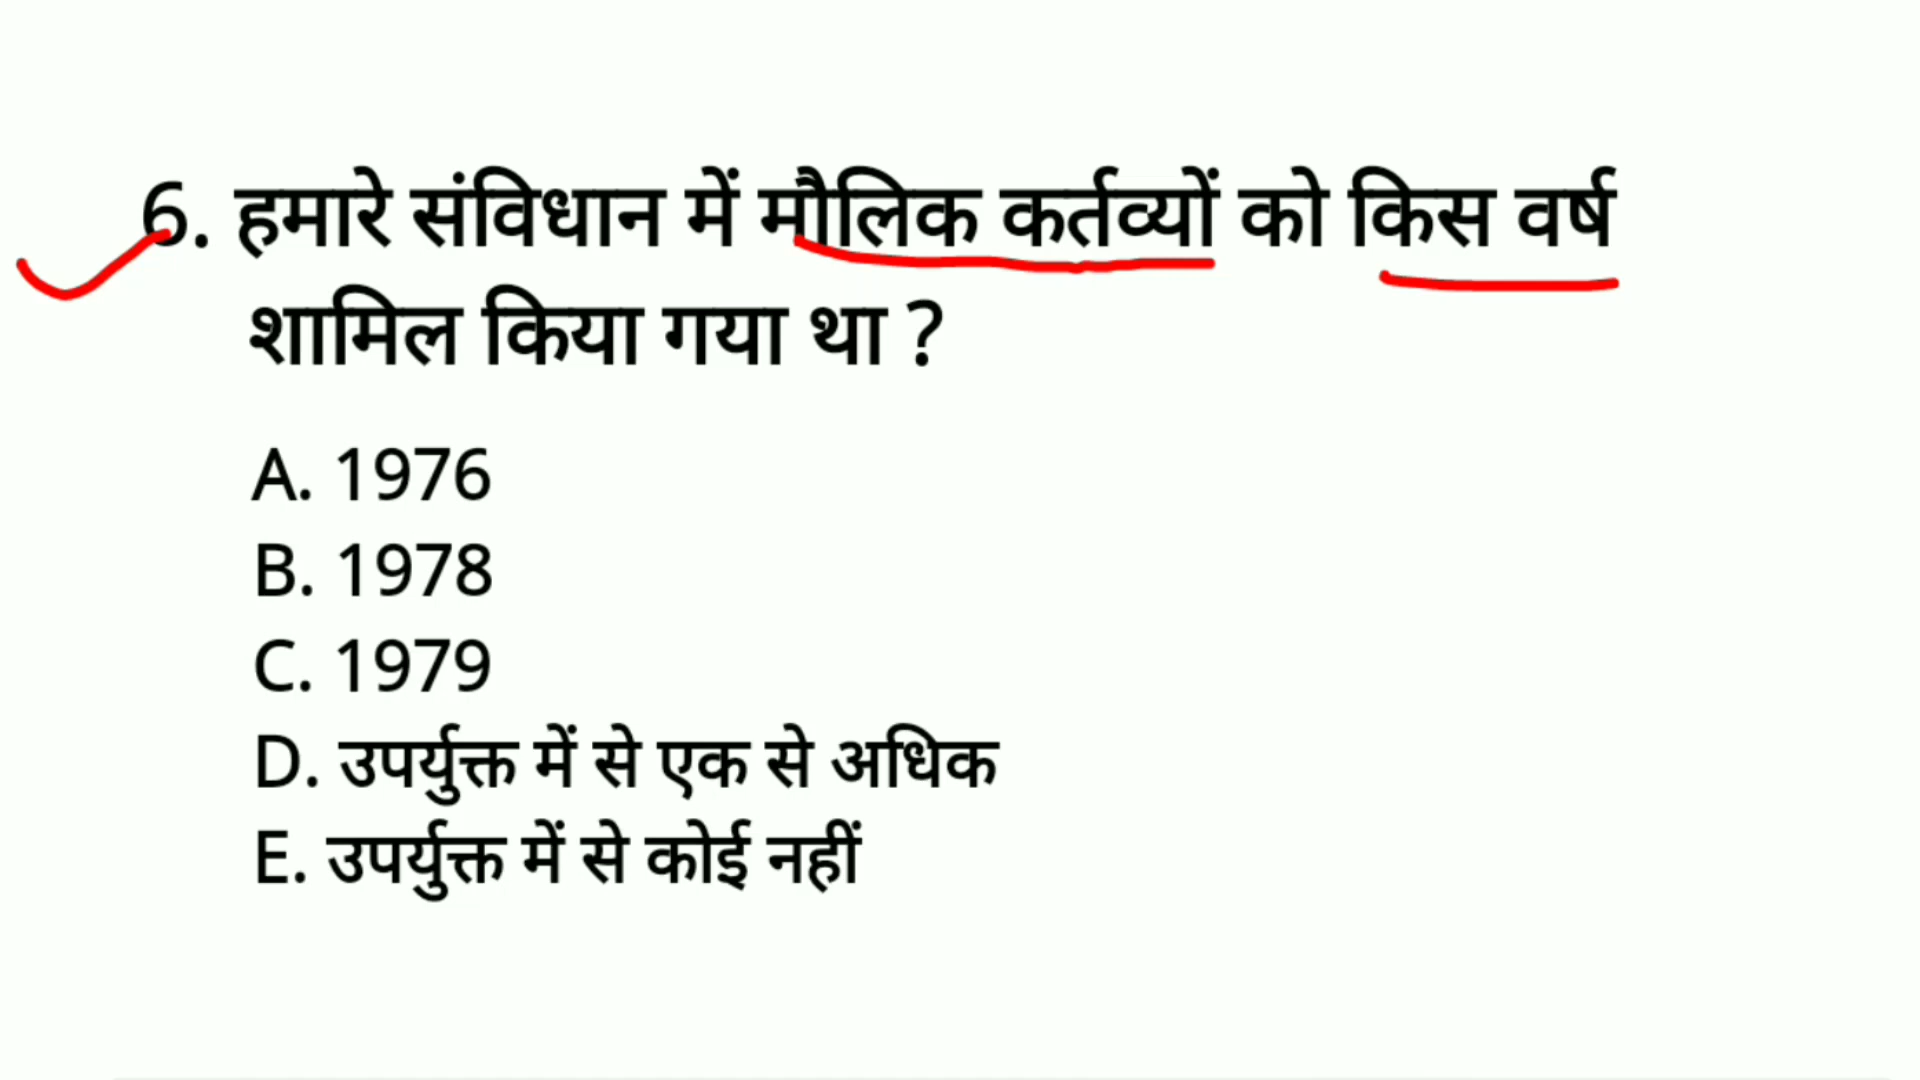 6. हमारे संविधान में मौलिक कर्तव्यों को किस वर्ष
शामिल किया गया था ?
A. 1976
B. 1978
C. 1979
D. उपर्युक्त में से एक से अधिक
E. उपर्युक्त में से कोई नहीं